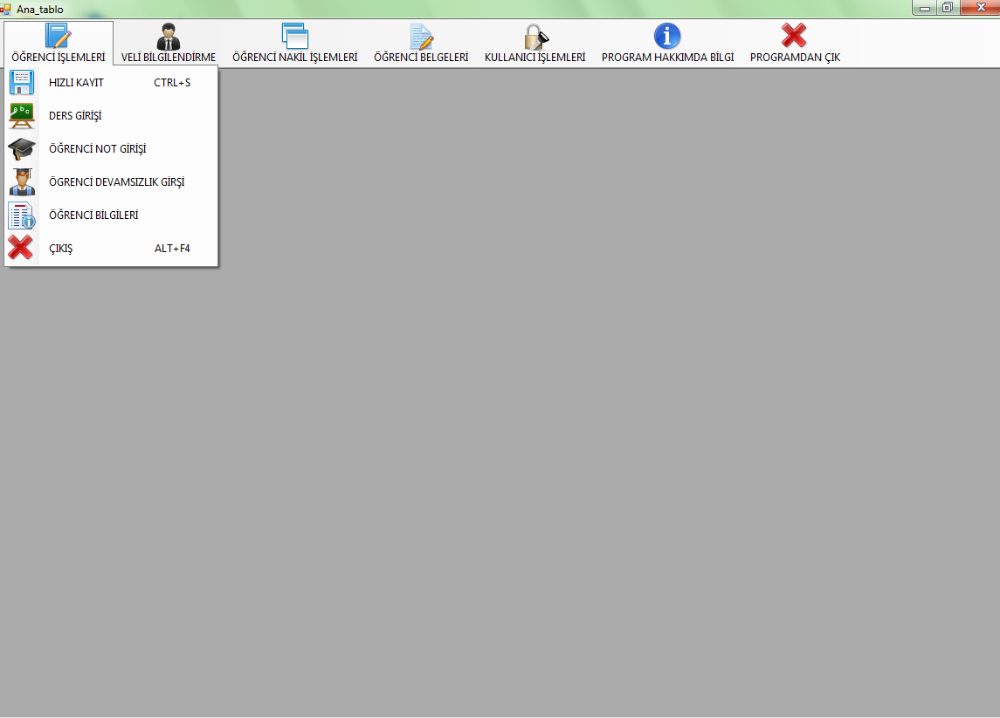 Ana_tablo
ÖĞRENCİ İŞLEMLERİ VELİ BİLGİLENDİRME ÖĞRENCİ NAKİL İŞLEMLERİ ÖĞRENCİ BELGELERİ KULLANICI İŞLEMLERİ PROGRAM HAKKIMDA BİLGİ PROGRAMDAN ÇIK
HIZLI KAYIT CTRL+S
a b c
DERS GİRİŞİ
ÖĞRENCİ NOT GİRİŞİ
ÖGRENCİ DEVAMSIZLIK GİRŞİ
ÖĞRENCİ BİLGİLERİ
ÇIKIŞ ALT+F4